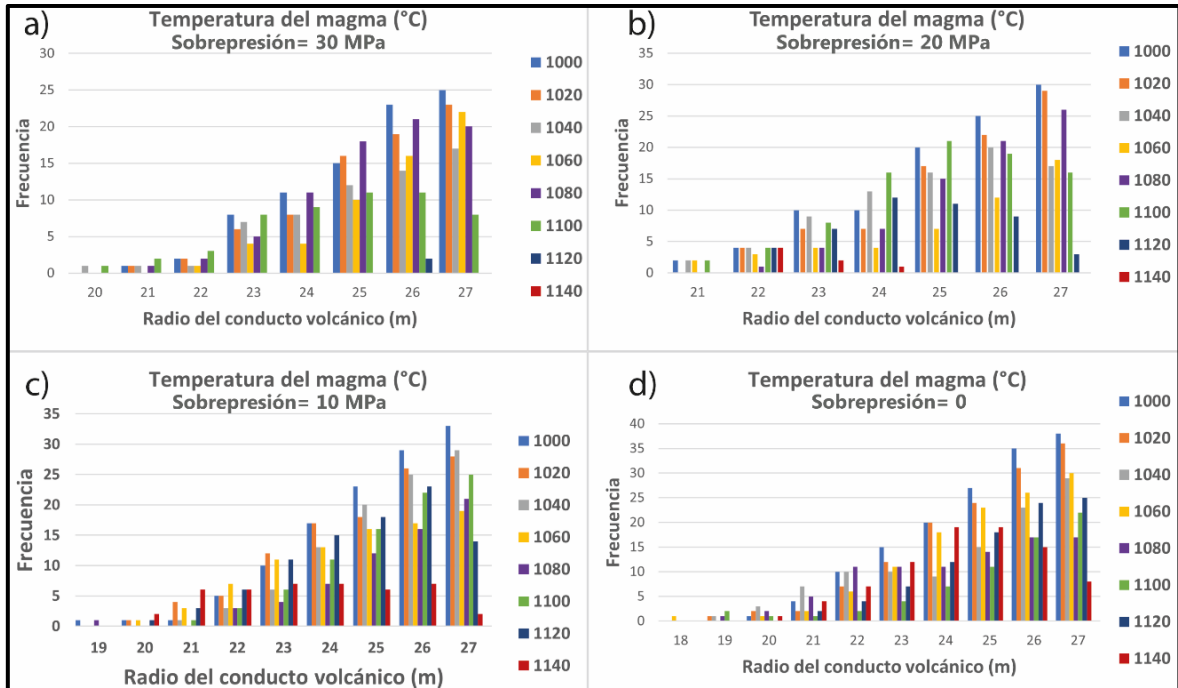 a)
Temperatura del magma (°C)
Sobrepresión= 30 MPa
30
25
20
15
10
5
0
Frecuencia
20 21 22 23 24 25 26 27
Radio del conducto volcánico (m)
1000
1020
1040
1060
1080
1100
1120
1140
b)
Temperatura del magma (°C)
Sobrepresión= 20 MPa
35
30
25
20
15
10
5
0
Frecuencia
21 22 23 24 25 26 27
Radio del conducto volcánico (m)
1000
1020
1040
1060
1080
1100
1120
1140
c)
Temperatura del magma (°C)
Sobrepresión= 10 MPa
35
30
25
20
15
10
5
0
Frecuencia
19 20 21 22 23 24 25 26 27
Radio del conducto volcánico (m)
1000
1020
1040
1060
1080
1100
1120
1140
d)
Temperatura del magma (°C)
Sobrepresión= 0
40
35
30
25
20
15
10
5
0
Frecuencia
18 19 20 21 22 23 24 25 26 27
Radio del conducto volcánico (m)
1000
1020
1040
1060
1080
1100
1120
1140